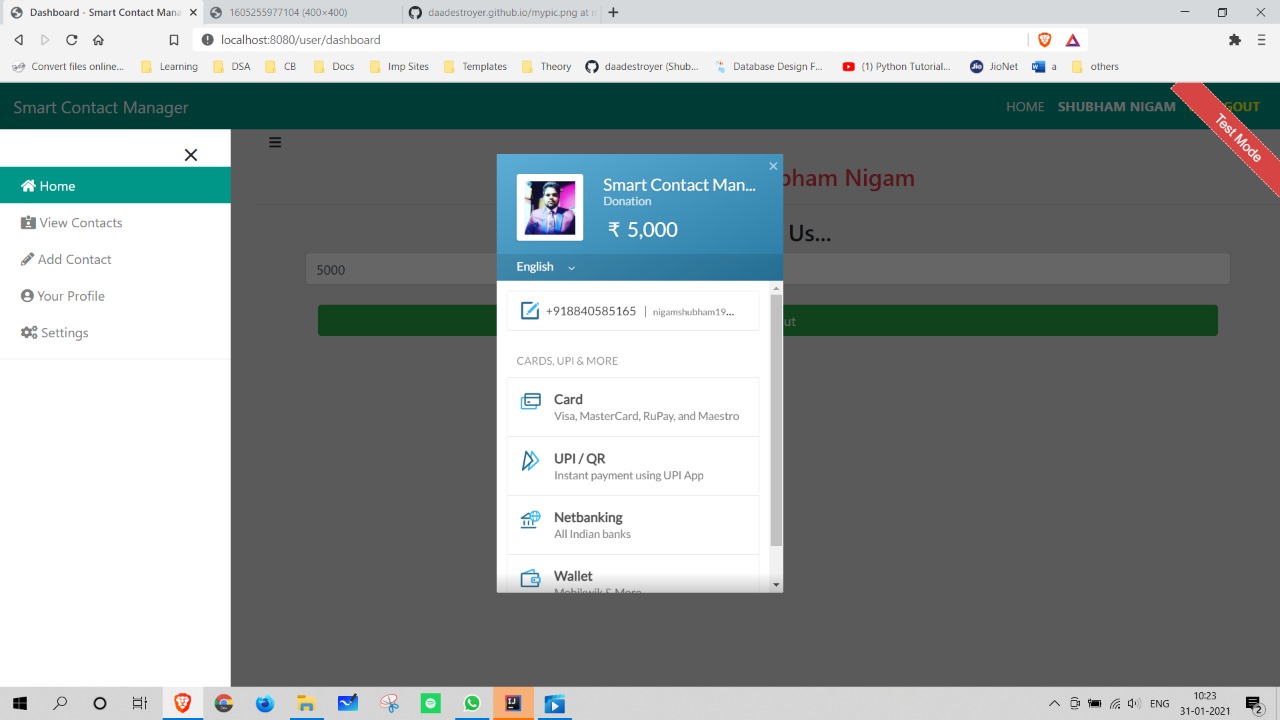 Dashboard - Smart Contact Mana
1605255977104 (400×400)
daadestroyer.github.io/mypic.png at m
localhost:8080/user/dashboard
Convert files online...
Learning
DSA
CB
Docs
Imp Sites
Templates
Theory
daadestroyer (Shub...
Database Design F...
(1) Python Tutorial...
JioNet
a
others
Smart Contact Manager
HOME
SHUBHAM NIGAM
GOUT
Test Mode
Home
View Contacts
Add Contact
Your Profile
Settings
bham Nigam
Us...
5000
ut
Smart Contact Man...
Donation
₹ 5,000
English
+918840585165 | nigamshubham19...
CARDS, UPI & MORE
Card
Visa, MasterCard, RuPay, and Maestro
UPI / QR
Instant payment using UPI App
Netbanking
All Indian banks
Wallet
Mobikwik & More
ENG
10:23
31-01-2021
2